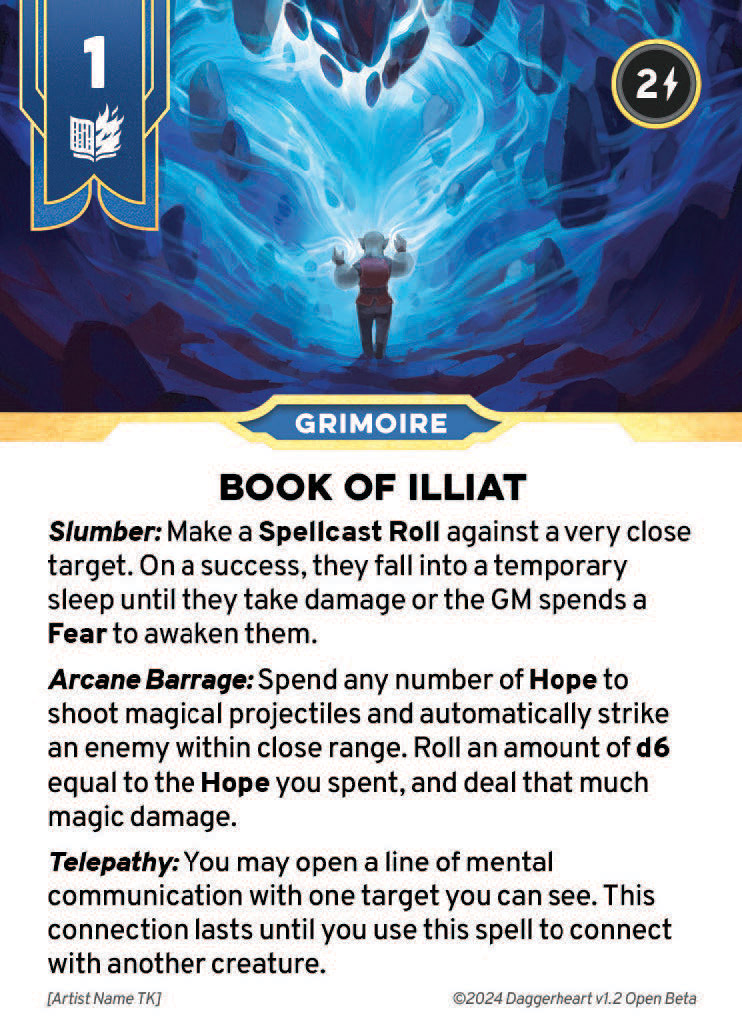 1
2
GRIMOIRE
BOOK OF ILLIAT
Slumber: Make a Spellcast Roll against a very close
target. On a success, they fall into a temporary
sleep until they take damage or the GM spends a
Fear to awaken them.
Arcane Barrage: Spend any number of Hope to
shoot magical projectiles and automatically strike
an enemy within close range. Roll an amount of d6
equal to the Hope you spent, and deal that much
magic damage.
Telepathy: You may open a line of mental
communication with one target you can see. This
connection lasts until you use this spell to connect
with another creature.
[Artist Name TK]
©2024 Daggerheart v1.2 Open Beta